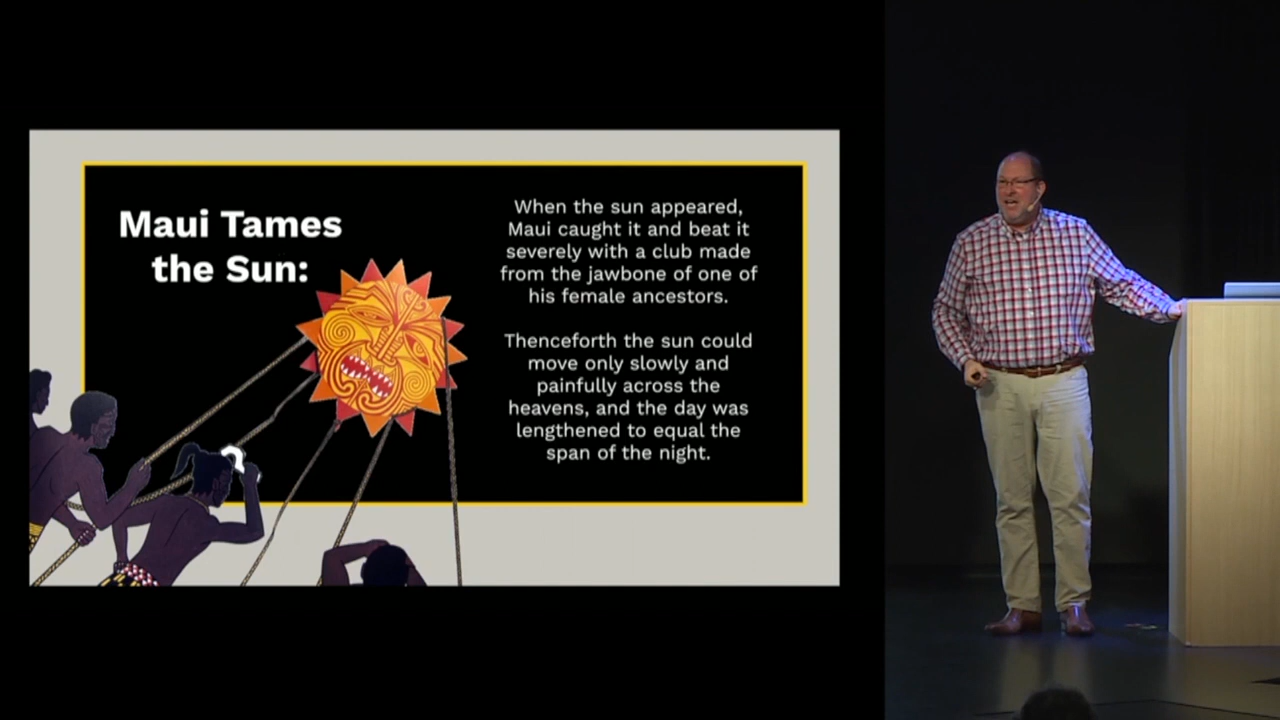 Maui Tames
the Sun:
When the sun appeared,
Maui caught it and beat it
severely with a club made
from the jawbone of one of
his female ancestors.
Thenceforth the sun could
move only slowly and
painfully across the
heavens, and the day was
lengthened to equal the
span of the night.